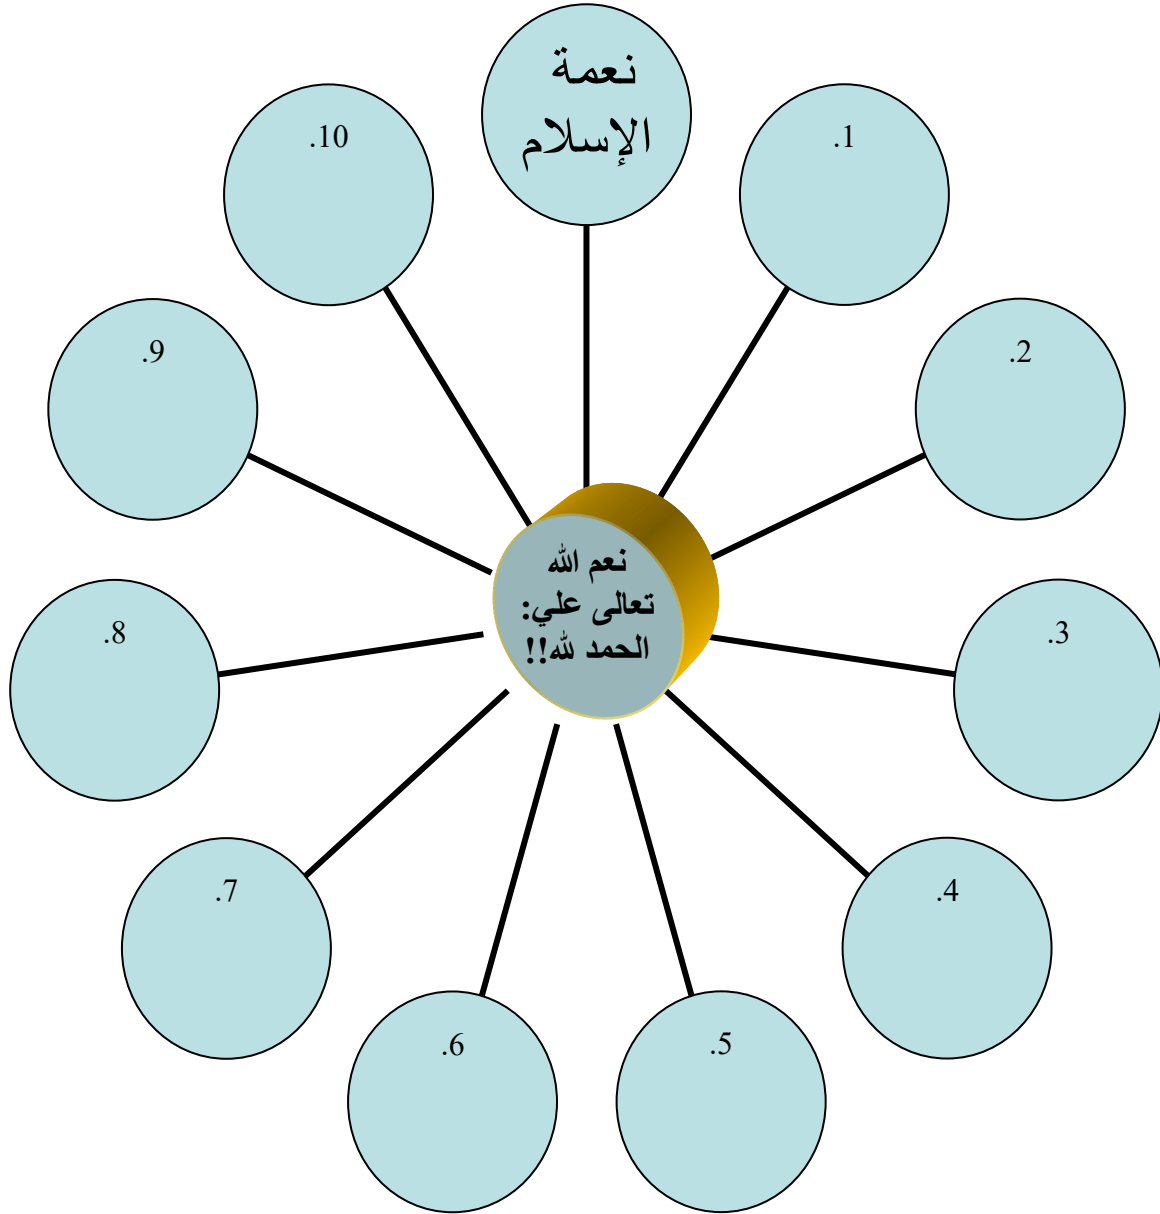 نعمة
الإسلام
.1
.2
.3
.4
.5
.6
.7
.8
.9
.10
نعم الله
تعالى علي:
الحمد لله!!